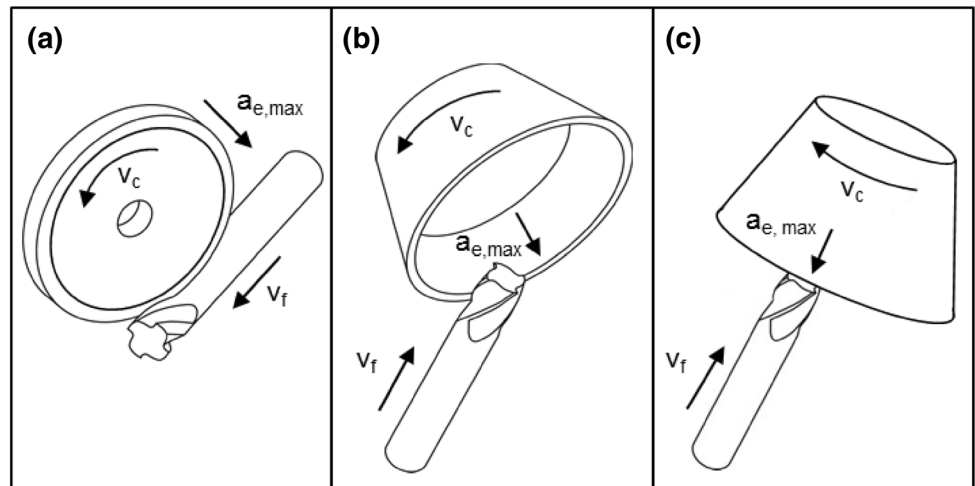 (a)
a_e,max
v_c
v_f
(b)
v_c
a_e,max
v_f
(c)
v_c
a_e, max
v_f